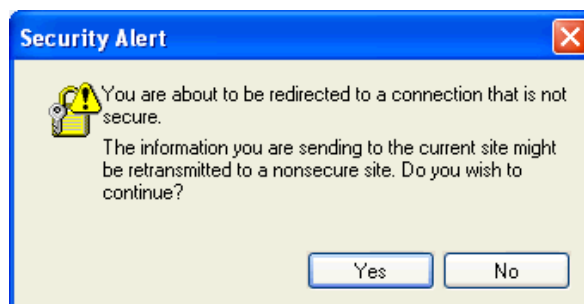 Security Alert
You are about to be redirected to a connection that is not
secure.
The information you are sending to the current site might
be retransmitted to a nonsecure site. Do you wish to
continue?
Yes No